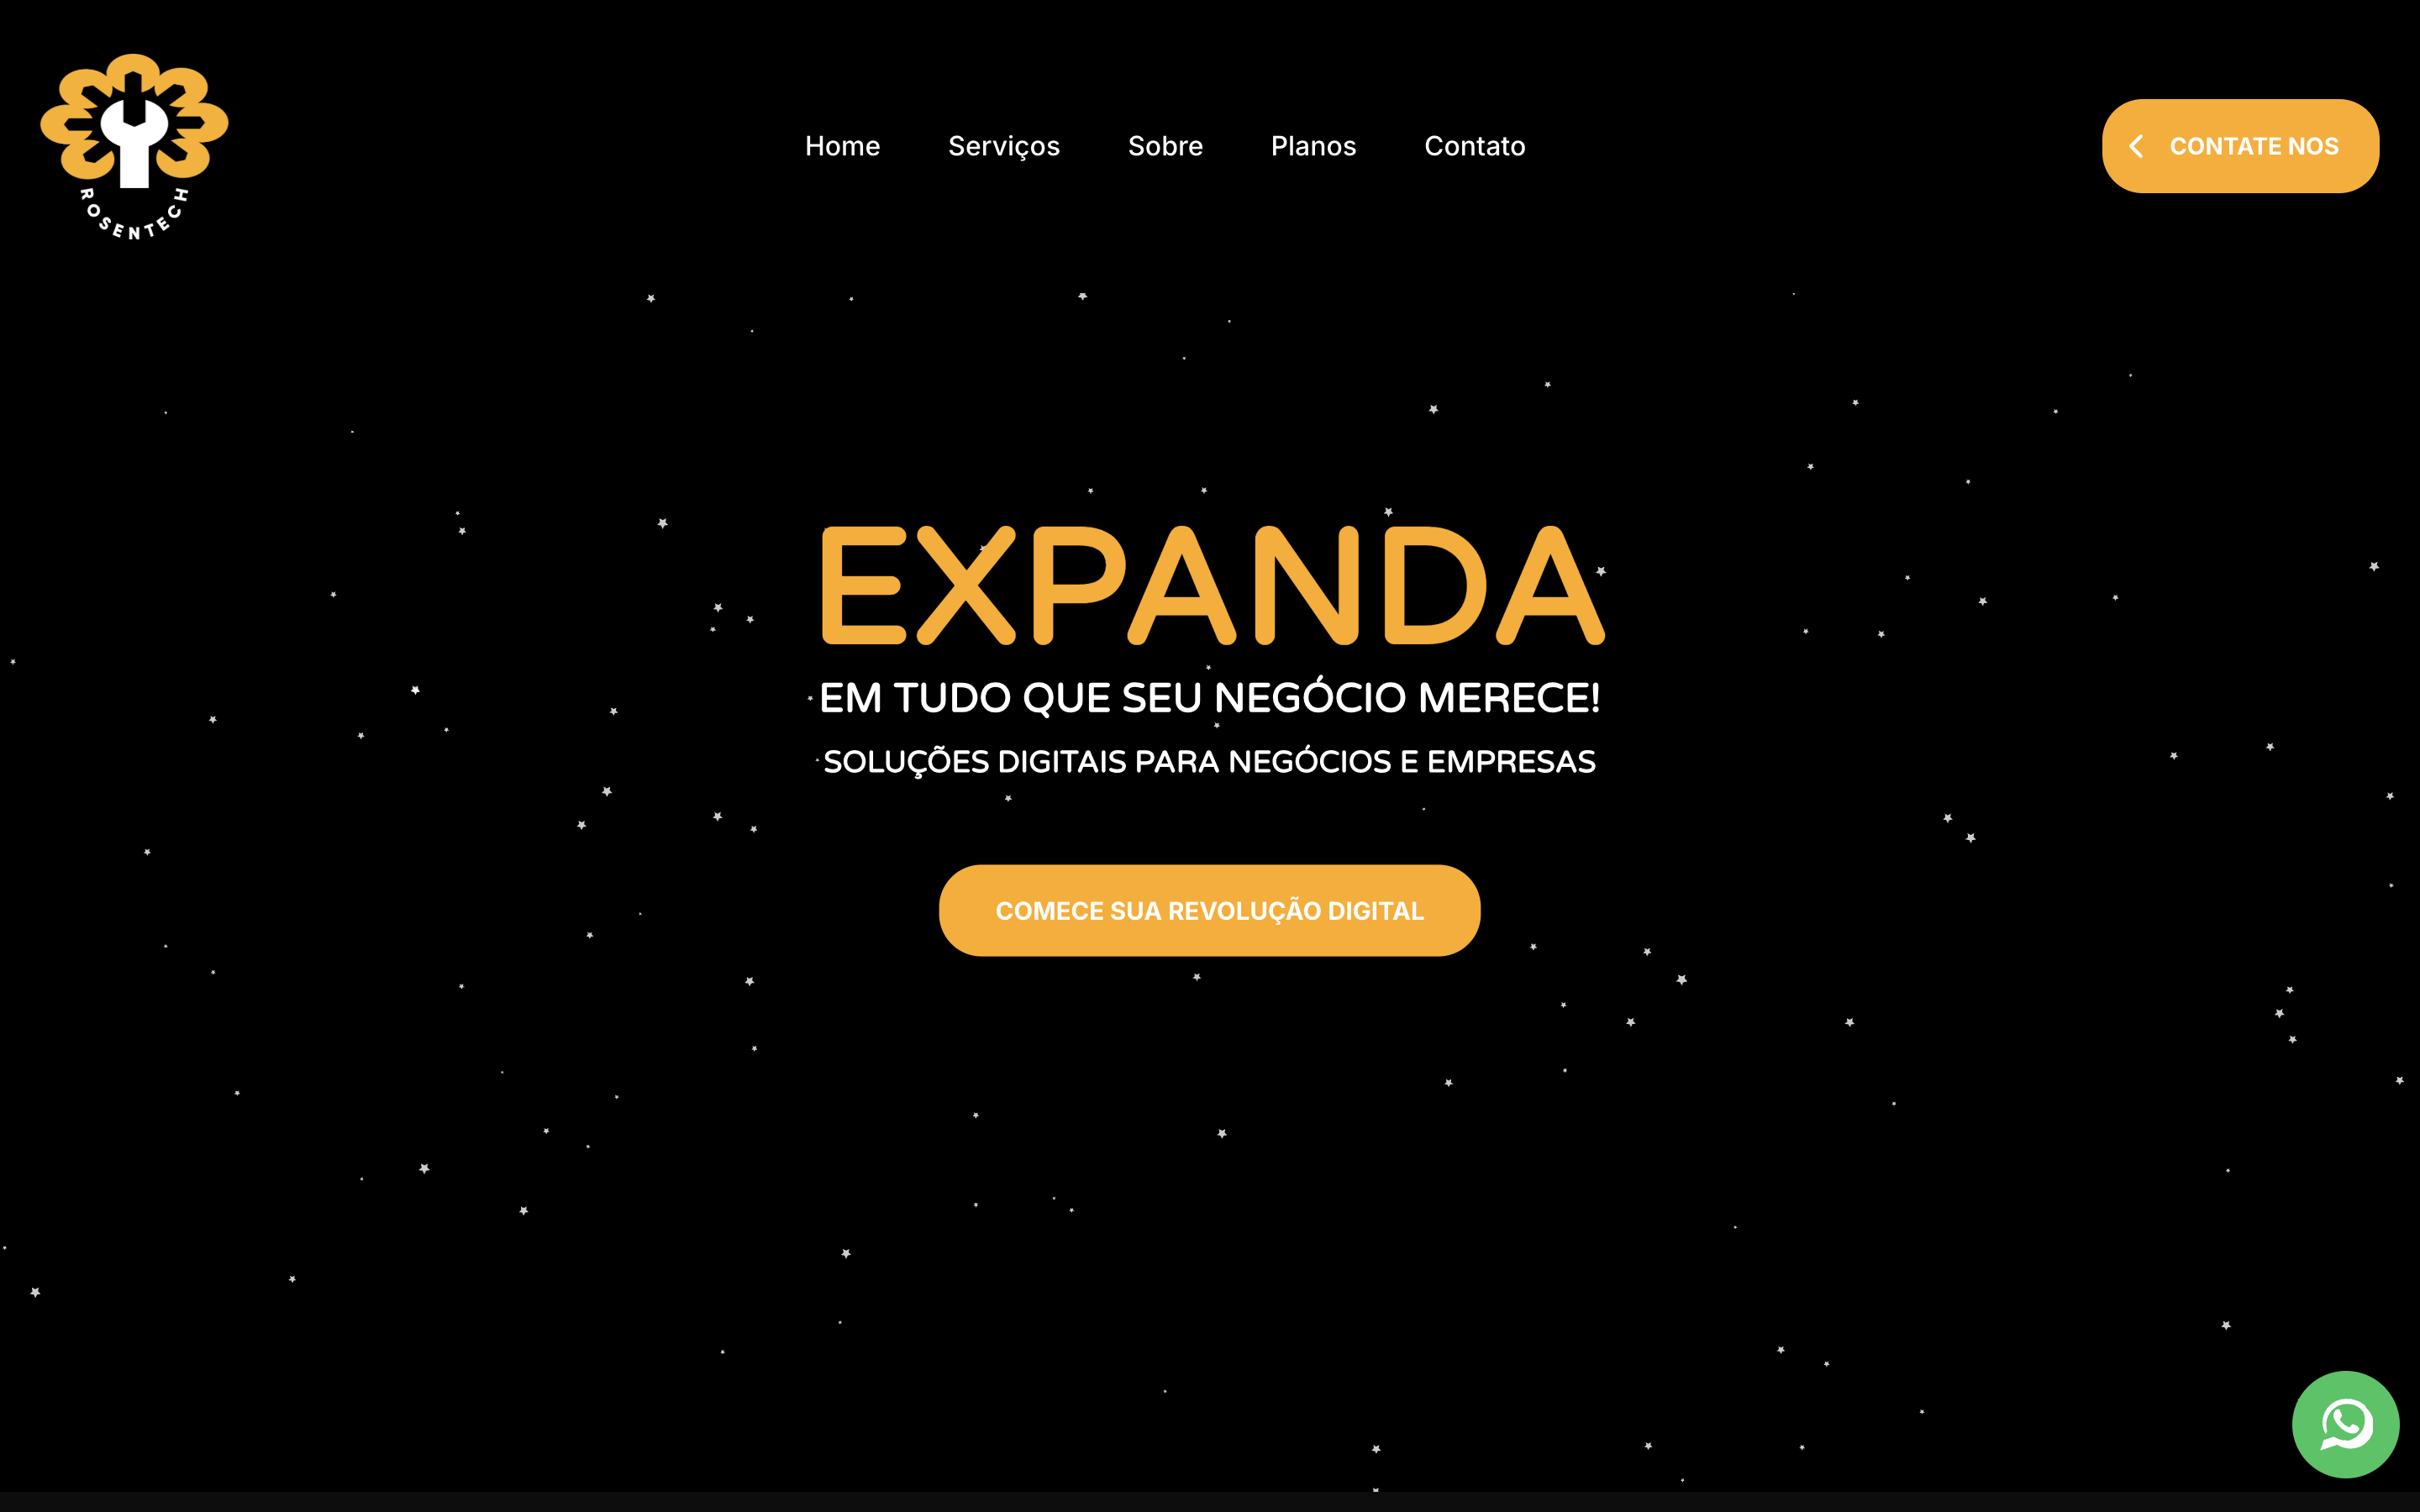 ROSENTECH
Home Serviços Sobre Planos Contato
CONTATE NOS
EXPANDA
EM TUDO QUE SEU NEGÓCIO MERECE!
SOLUÇÕES DIGITAIS PARA NEGÓCIOS E EMPRESAS
COMECE SUA REVOLUÇÃO DIGITAL